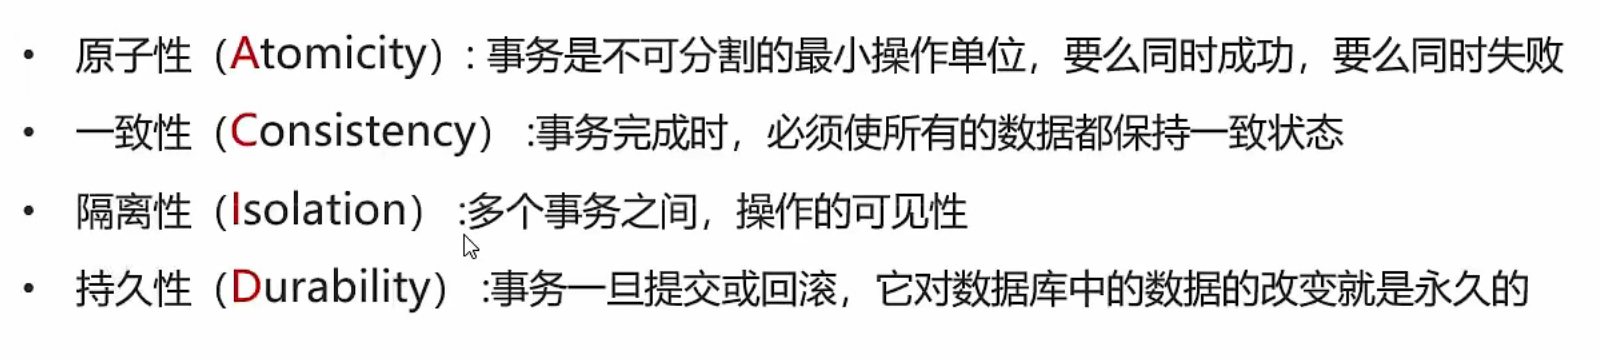 • 原子性（Atomicity）: 事务是不可分割的最小操作单位，要么同时成功，要么同时失败
• 一致性（Consistency） :事务完成时，必须使所有的数据都保持一致状态
• 隔离性（Isolation） :多个事务之间，操作的可见性
• 持久性（Durability） :事务一旦提交或回滚，它对数据库中的数据的改变就是永久的